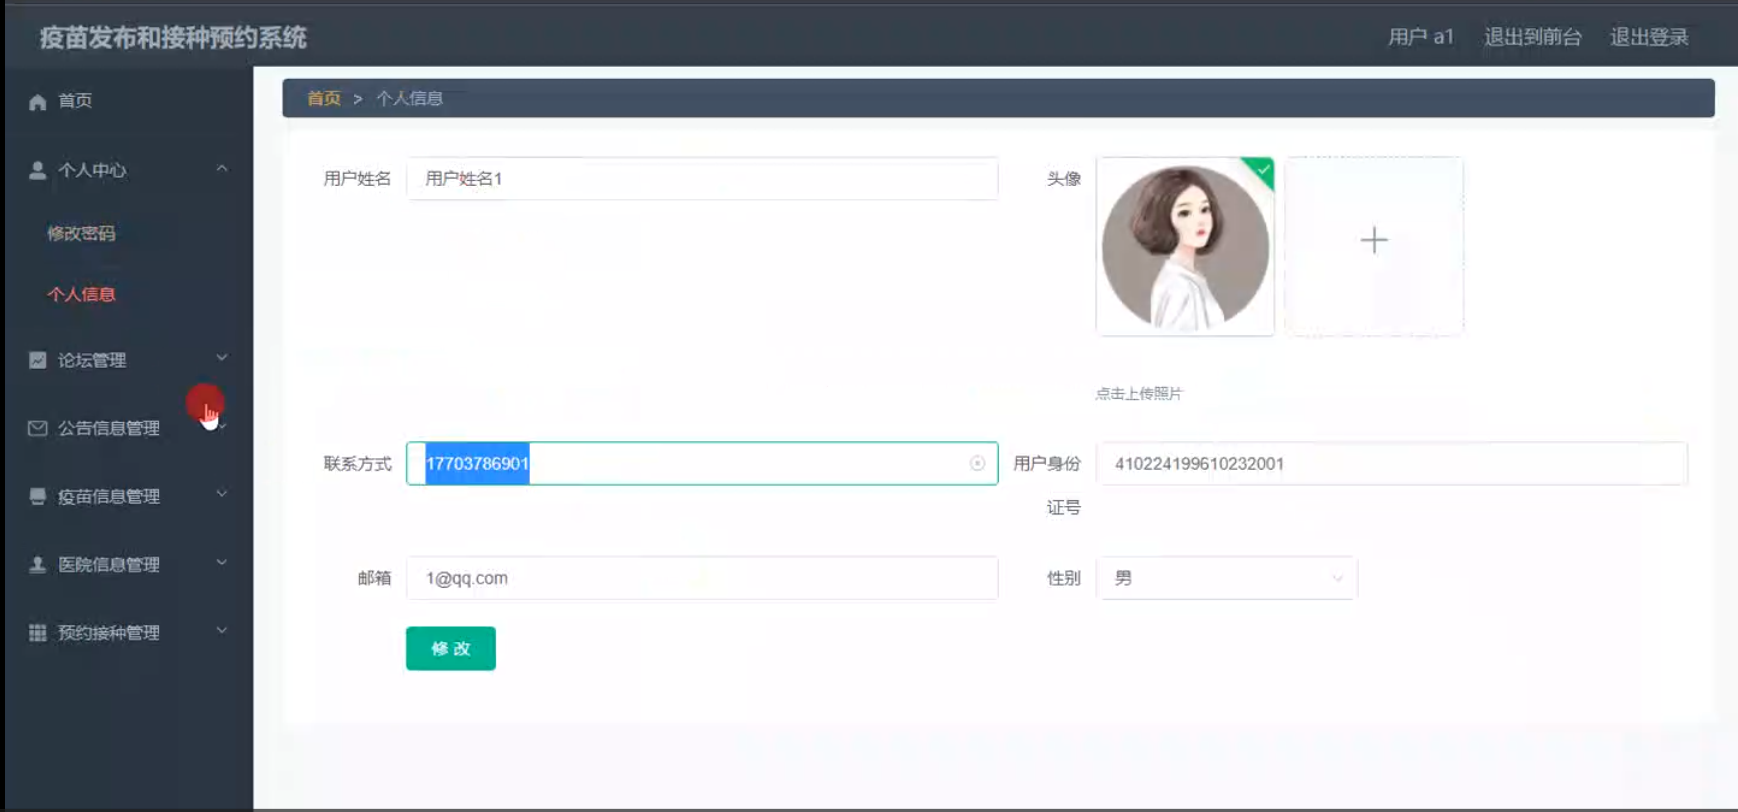 疫苗发布和接种预约系统
用户 a1 退出到前台 退出登录
首页
个人中心
修改密码
个人信息
论坛管理
公告信息管理
疫苗信息管理
医院信息管理
预约接种管理
首页 > 个人信息
用户姓名 用户姓名1
头像
点击上传照片
联系方式 17703786901
用户身份证号 410224199610232001
邮箱 1@qq.com
性别 男
修改